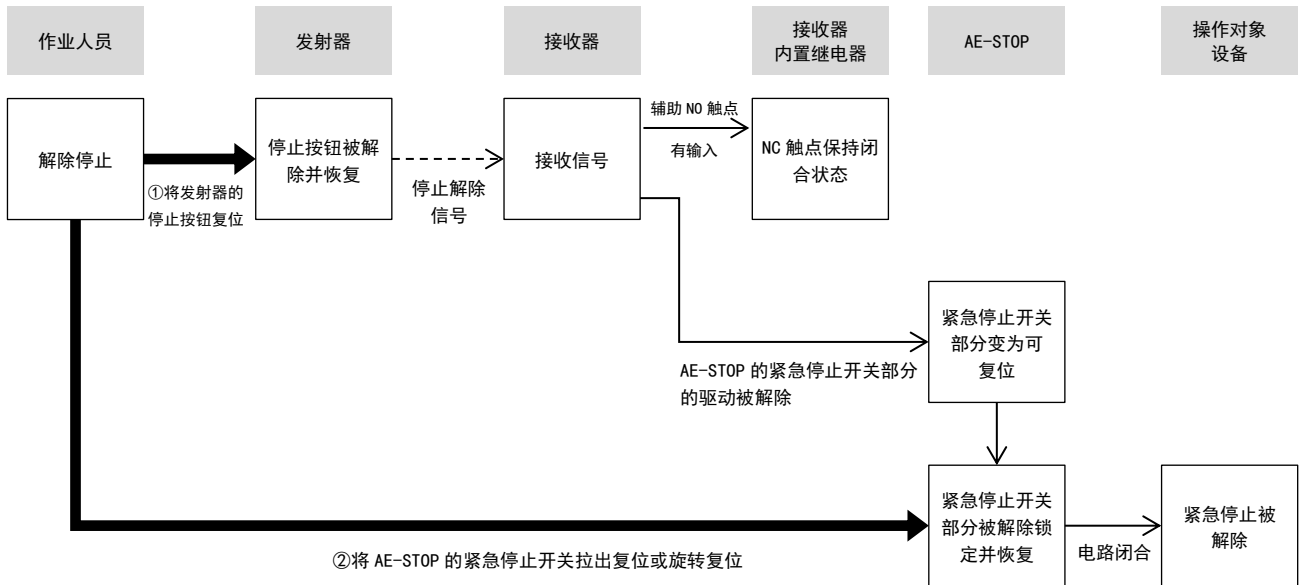 作业人员
发射器
接收器
接收器
内置继电器
AE-STOP
操作对象
设备
解除停止
①将发射器的
停止按钮复位
停止按钮被解
除并恢复
停止解除
信号
接收信号
辅助 NO 触点
有输入
NC 触点保持闭
合状态
AE-STOP 的紧急停止开关部分
的驱动被解除
紧急停止开关
部分变为可
复位
②将 AE-STOP 的紧急停止开关拉出复位或旋转复位
紧急停止开关
部分被解除锁
定并恢复
电路闭合
紧急停止被
解除